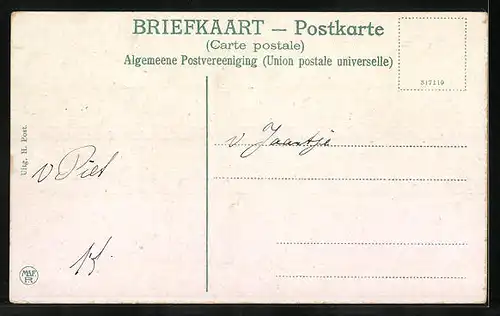 BRIEFKAART — Postkarte
(Carte postale)
Algemeene Postvereeniging (Union postale universelle)
317119
Uitg. H. Post.
v Piet
v Jaantje